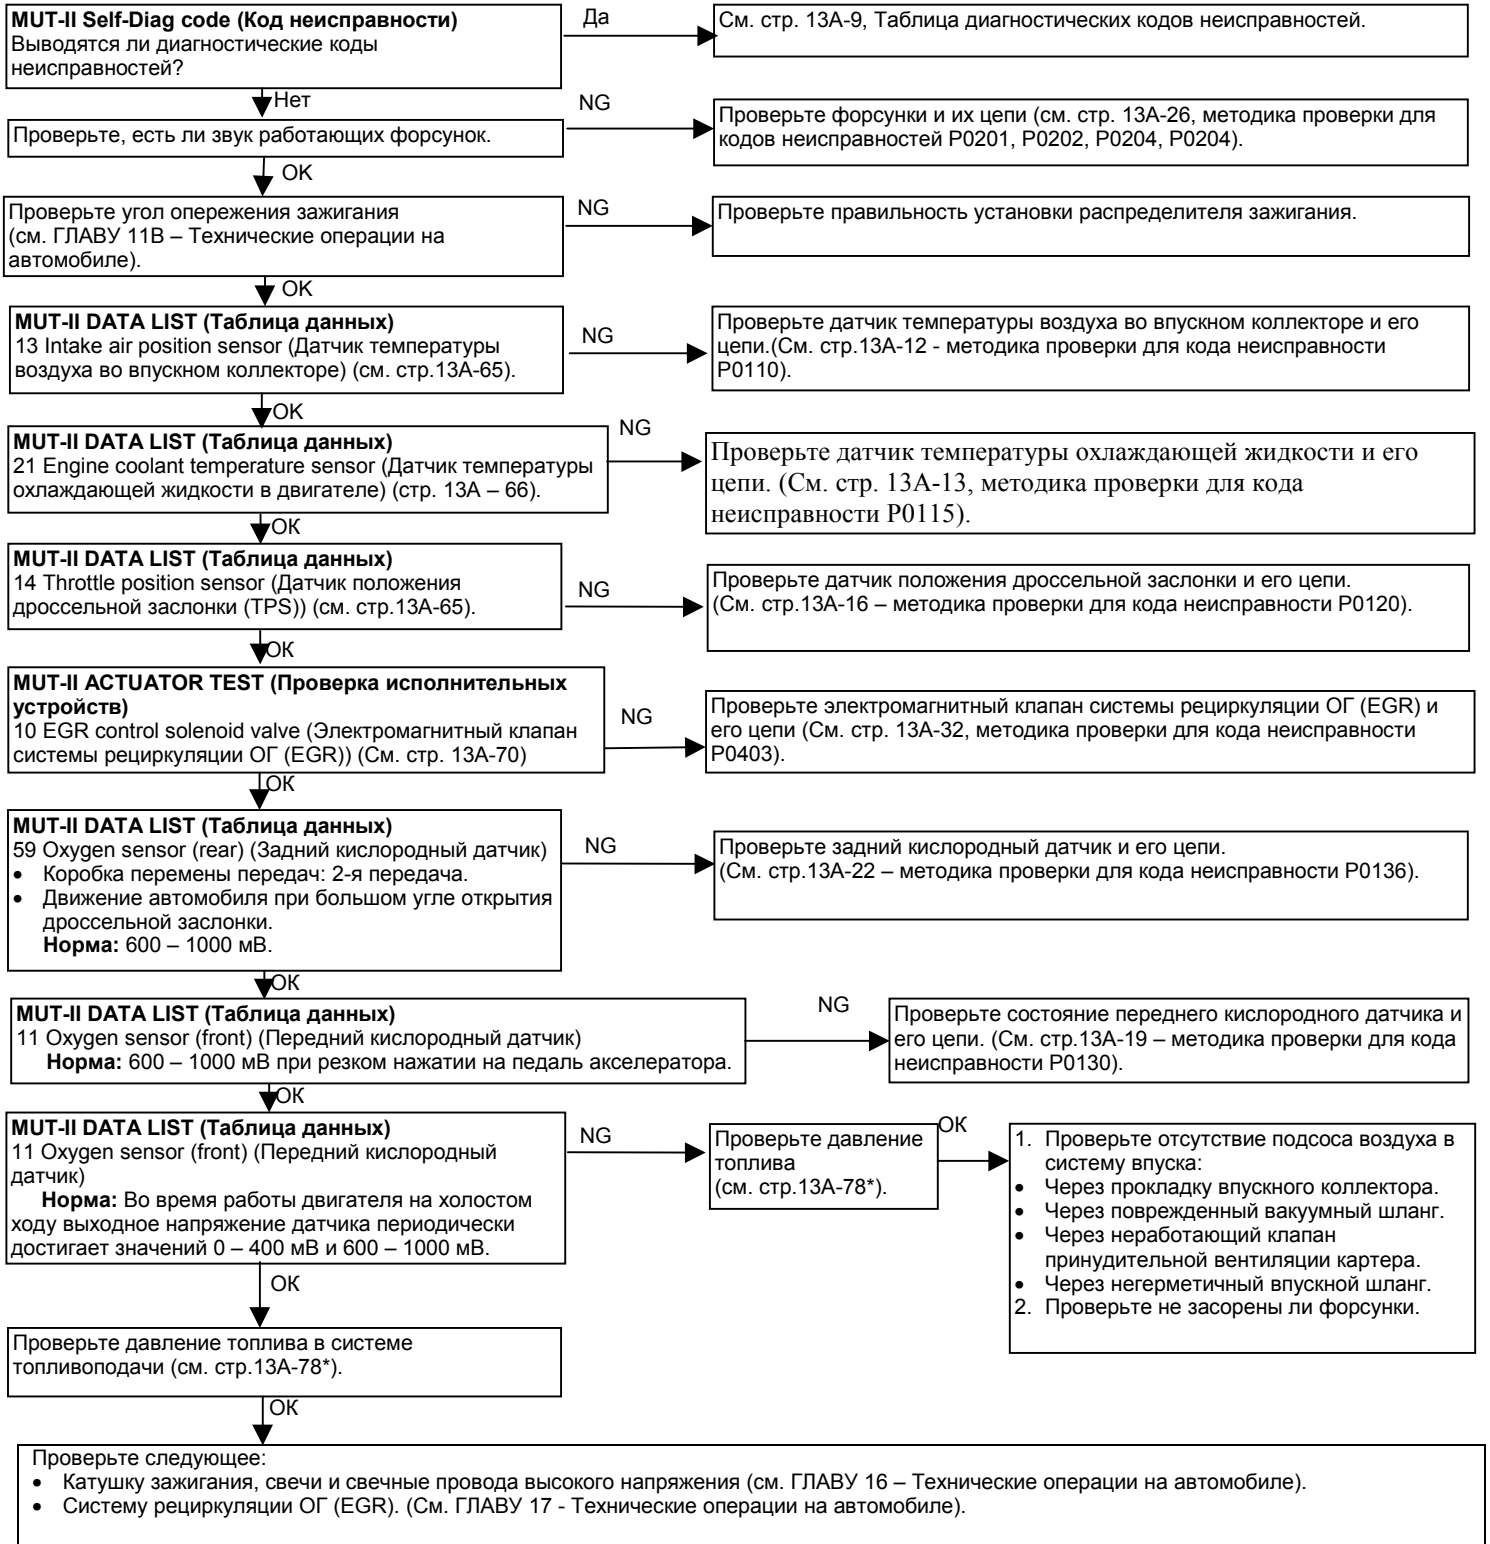 MUT-II Self-Diag code (Код неисправности)
Выводятся ли диагностические коды
неисправностей?
Да
См. стр. 13А-9, Таблица диагностических кодов неисправностей.
Нет
Проверьте, есть ли звук работающих форсунок.
NG
Проверьте форсунки и их цепи (см. стр. 13А-26, методика проверки для
кодов неисправностей Р0201, Р0202, Р0204, Р0204).
OK
Проверьте угол опережения зажигания
(см. ГЛАВУ 11В – Технические операции на
автомобиле).
NG
Проверьте правильность установки распределителя зажигания.
OK
MUT-II DATA LIST (Таблица данных)
13 Intake air position sensor (Датчик температуры
воздуха во впускном коллекторе) (см. стр.13А-65).
NG
Проверьте датчик температуры воздуха во впускном коллекторе и его
цепи.(См. стр.13А-12 - методика проверки для кода неисправности
Р0110).
OK
MUT-II DATA LIST (Таблица данных)
21 Engine coolant temperature sensor (Датчик температуры
охлаждающей жидкости в двигателе) (стр. 13А – 66).
NG
Проверьте датчик температуры охлаждающей жидкости и его
цепи. (См. стр. 13А-13, методика проверки для кода
неисправности Р0115).
OK
MUT-II DATA LIST (Таблица данных)
14 Throttle position sensor (Датчик положения
дроссельной заслонки (TPS)) (см. стр.13А-65).
NG
Проверьте датчик положения дроссельной заслонки и его цепи.
(См. стр.13А-16 – методика проверки для кода неисправности Р0120).
OK
MUT-II ACTUATOR TEST (Проверка исполнительных
устройств)
10 EGR control solenoid valve (Электромагнитный клапан
системы рециркуляции ОГ (EGR)) (См. стр. 13А-70)
NG
Проверьте электромагнитный клапан системы рециркуляции ОГ (EGR) и
его цепи (См. стр. 13А-32, методика проверки для кода неисправности
Р0403).
OK
MUT-II DATA LIST (Таблица данных)
59 Oxygen sensor (rear) (Задний кислородный датчик)
• Коробка перемены передач: 2-я передача.
• Движение автомобиля при большом угле открытия
дроссельной заслонки.
Норма: 600 – 1000 мВ.
NG
Проверьте задний кислородный датчик и его цепи.
(См. стр.13А-22 – методика проверки для кода неисправности Р0136).
OK
MUT-II DATA LIST (Таблица данных)
11 Oxygen sensor (front) (Передний кислородный датчик)
Норма: 600 – 1000 мВ при резком нажатии на педаль акселератора.
NG
Проверьте состояние переднего кислородного датчика и
его цепи. (См. стр.13А-19 – методика проверки для кода
неисправности Р0130).
OK
MUT-II DATA LIST (Таблица данных)
11 Oxygen sensor (front) (Передний кислородный
датчик)
Норма: Во время работы двигателя на холостом
ходу выходное напряжение датчика периодически
достигает значений 0 – 400 мВ и 600 – 1000 мВ.
NG
Проверьте давление
топлива
(см. стр.13А-78*).
OK
1. Проверьте отсутствие подсоса воздуха в
систему впуска:
• Через прокладку впускного коллектора.
• Через поврежденный вакуумный шланг.
• Через неработающий клапан
принудительной вентиляции картера.
• Через негерметичный впускной шланг.
2. Проверьте не засорены ли форсунки.
OK
Проверьте давление топлива в системе
топливоподачи (см. стр.13А-78*).
OK
Проверьте следующее:
• Катушку зажигания, свечи и свечные провода высокого напряжения (см. ГЛАВУ 16 – Технические операции на автомобиле).
• Систему рециркуляции ОГ (EGR). (См. ГЛАВУ 17 - Технические операции на автомобиле).